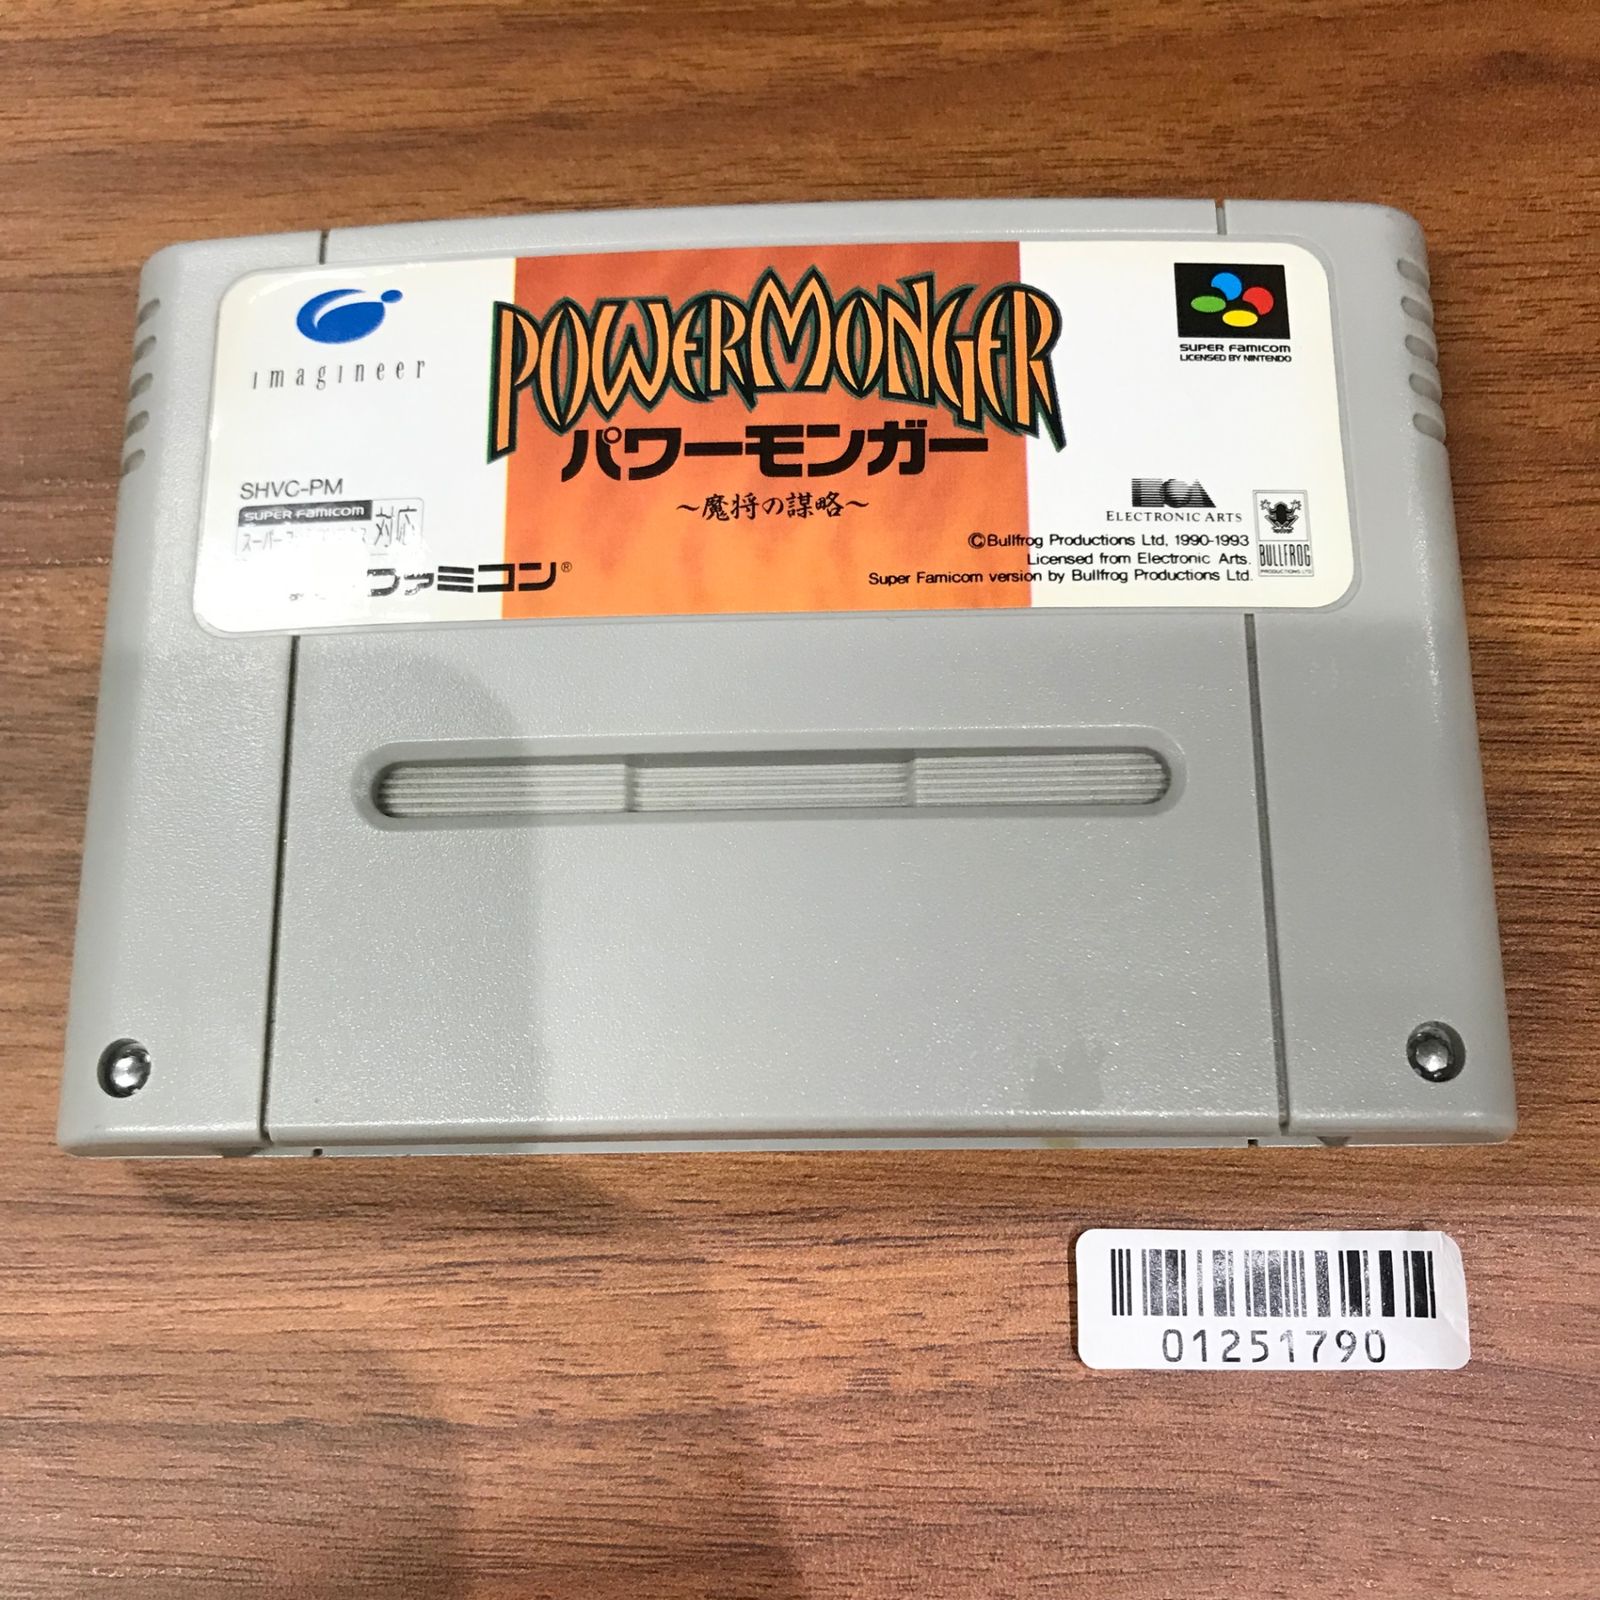 imagineer
POWERMONGER
パワーモンガー
～魔将の謀略～
SUPER FAMICOM
LICENSED BY NINTENDO
SHVC-PM
SUPER FAMICOM
対応
ファミコン®
ELECTRONIC ARTS
©Bullfrog Productions Ltd, 1990-1993
Licensed from Electronic Arts.
Super Famicom version by Bullfrog Productions Ltd.
BULLFROG
PRODUCTIONS LTD
01251790